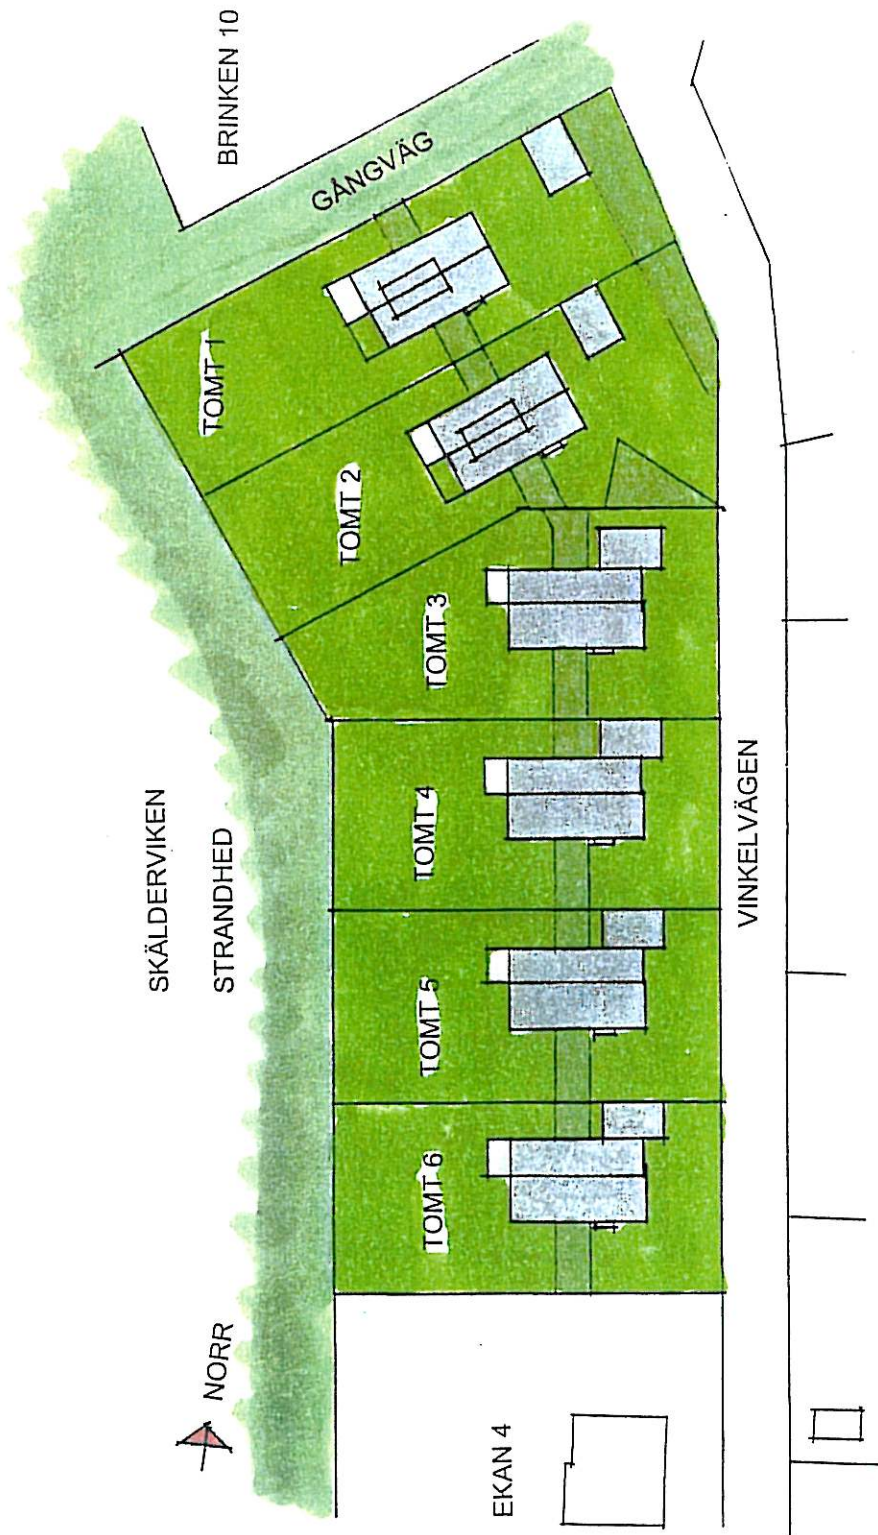 NORR
SKÄLDERVIKEN
STRANDHED
BRINKEN 10
GÅNGVÄG
TOMT 1
TOMT 2
TOMT 3
TOMT 4
TOMT 5
TOMT 6
EKAN 4
VINKELVÄGEN